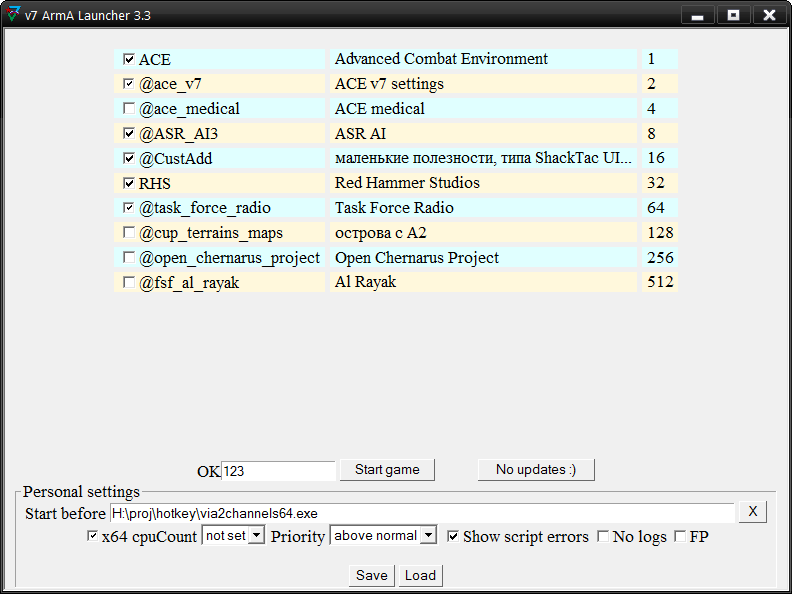 v7 ArmA Launcher 3.3
ACE Advanced Combat Environment 1
@ace_v7 ACE v7 settings 2
@ace_medical ACE medical 4
@ASR_AI3 ASR AI 8
@CustAdd маленькие полезности, типа ShackTac UI... 16
RHS Red Hammer Studios 32
@task_force_radio Task Force Radio 64
@cup_terrains_maps острова с А2 128
@open_chernarus_project Open Chernarus Project 256
@fsf_al_rayak Al Rayak 512
OK 123 Start game No updates :)
Personal settings
Start before H:\proj\hotkey\via2channels64.exe X
x64 cpuCount not set Priority above normal Show script errors No logs FP
Save Load